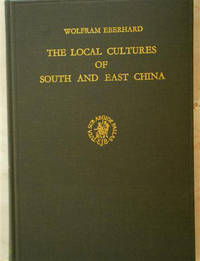 WOLFRAM EBERHARD
THE LOCAL CULTURES
OF
SOUTH AND EAST CHINA